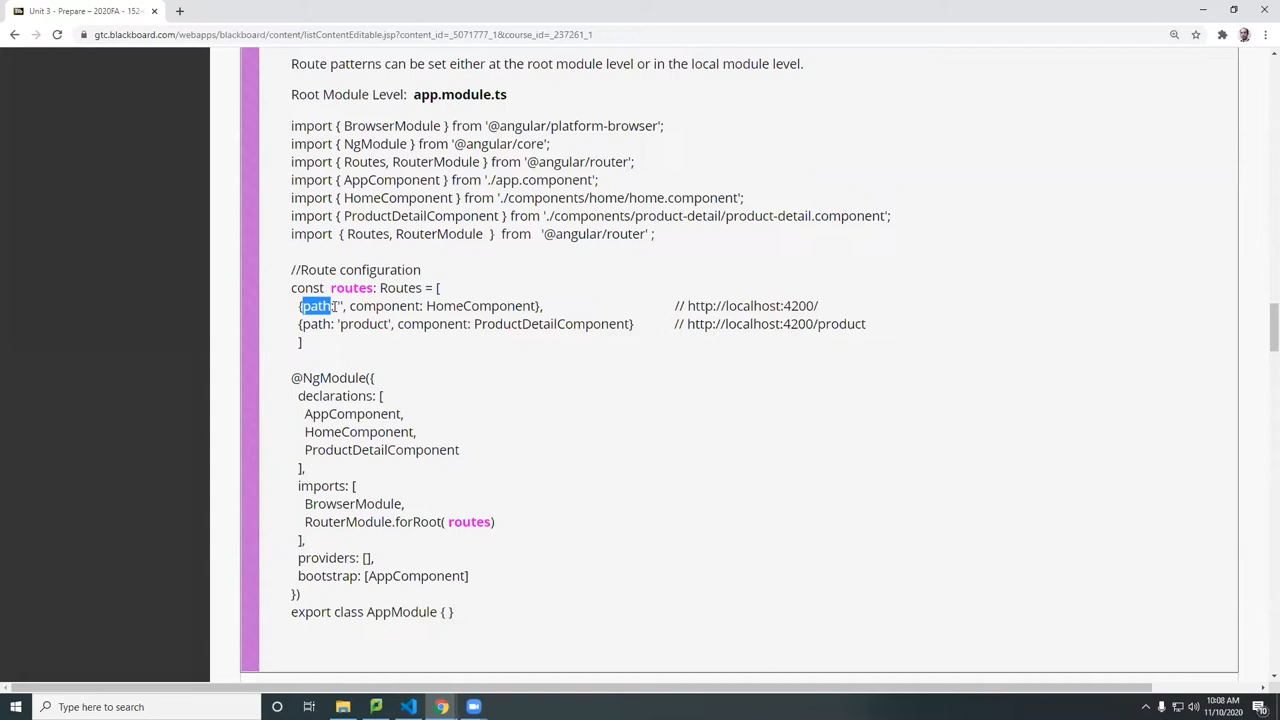 Unit 3 - Prepare – 2020FA - 152-
gtc.blackboard.com/webapps/blackboard/content/listContentEditable.jsp?content_id=_5071777_1&course_id=_237261_1
Route patterns can be set either at the root module level or in the local module level.
Root Module Level:  app.module.ts
import { BrowserModule } from '@angular/platform-browser';
import { NgModule } from '@angular/core';
import { Routes, RouterModule } from '@angular/router';
import { AppComponent } from './app.component';
import { HomeComponent } from './components/home/home.component';
import { ProductDetailComponent } from './components/product-detail/product-detail.component';
import  { Routes, RouterModule  }  from   '@angular/router' ;
//Route configuration
const  routes: Routes = [
{path: '', component: HomeComponent},   // http://localhost:4200/
{path: 'product', component: ProductDetailComponent}   // http://localhost:4200/product
]
@NgModule({
declarations: [
AppComponent,
HomeComponent,
ProductDetailComponent
],
imports: [
BrowserModule,
RouterModule.forRoot( routes)
],
providers: [],
bootstrap: [AppComponent]
})
export class AppModule { }
Type here to search
10:08 AM
11/10/2020
10